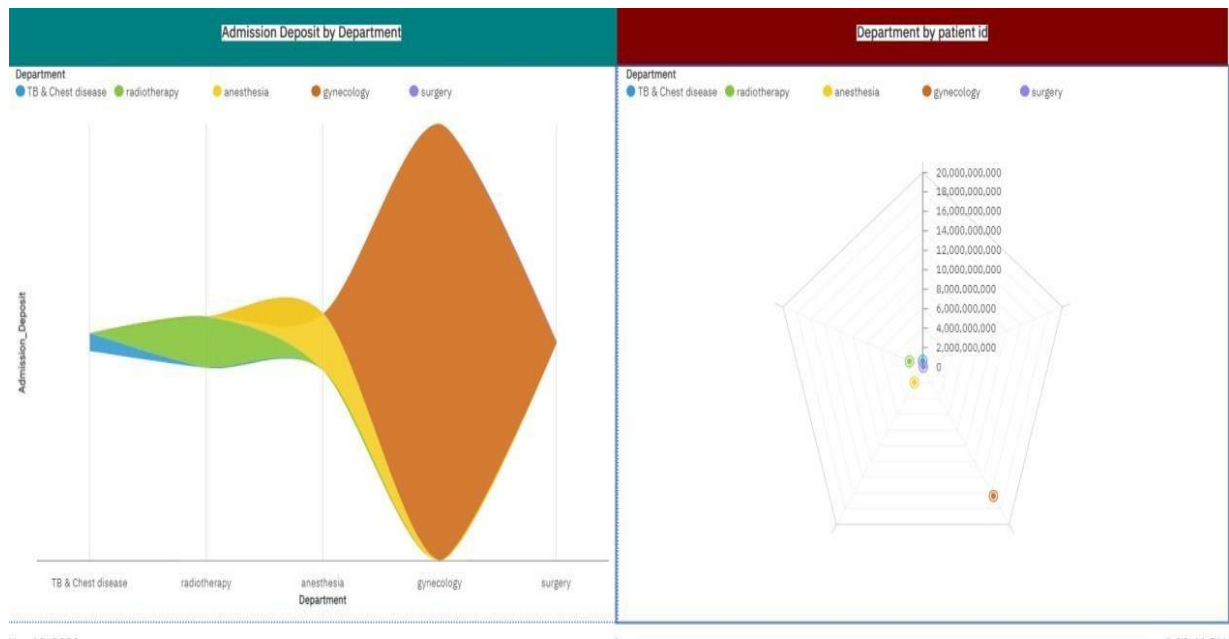 Admission Deposit by Department
Department
TB & Chest disease radiotherapy anesthesia gynecology surgery
Admission_Deposit
TB & Chest disease radiotherapy anesthesia gynecology surgery
Department
Department by patient id
Department
TB & Chest disease radiotherapy anesthesia gynecology surgery
20,000,000,000
18,000,000,000
16,000,000,000
14,000,000,000
12,000,000,000
10,000,000,000
8,000,000,000
6,000,000,000
4,000,000,000
2,000,000,000
0